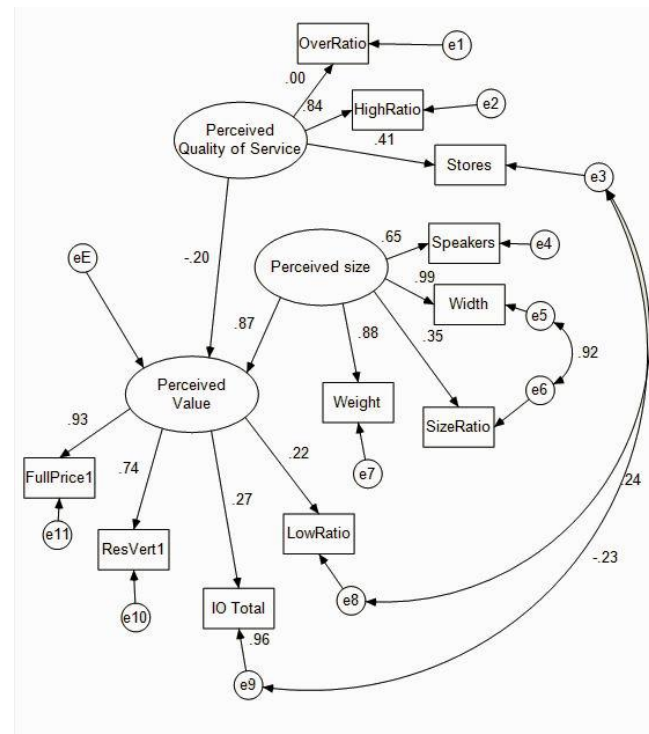 OverRatio
e1
.00
.84
HighRatio
e2
Perceived
Quality of Service
.41
Stores
e3
-.20
.65
Speakers
e4
eE
Perceived size
.99
Width
e5
.87
.88
.35
.92
Perceived
Value
e6
Weight
SizeRatio
.93
.22
e7
FullPrice1
.74
.27
.24
LowRatio
e11
ResVert1
-.23
e8
e10
IO Total
.96
e9